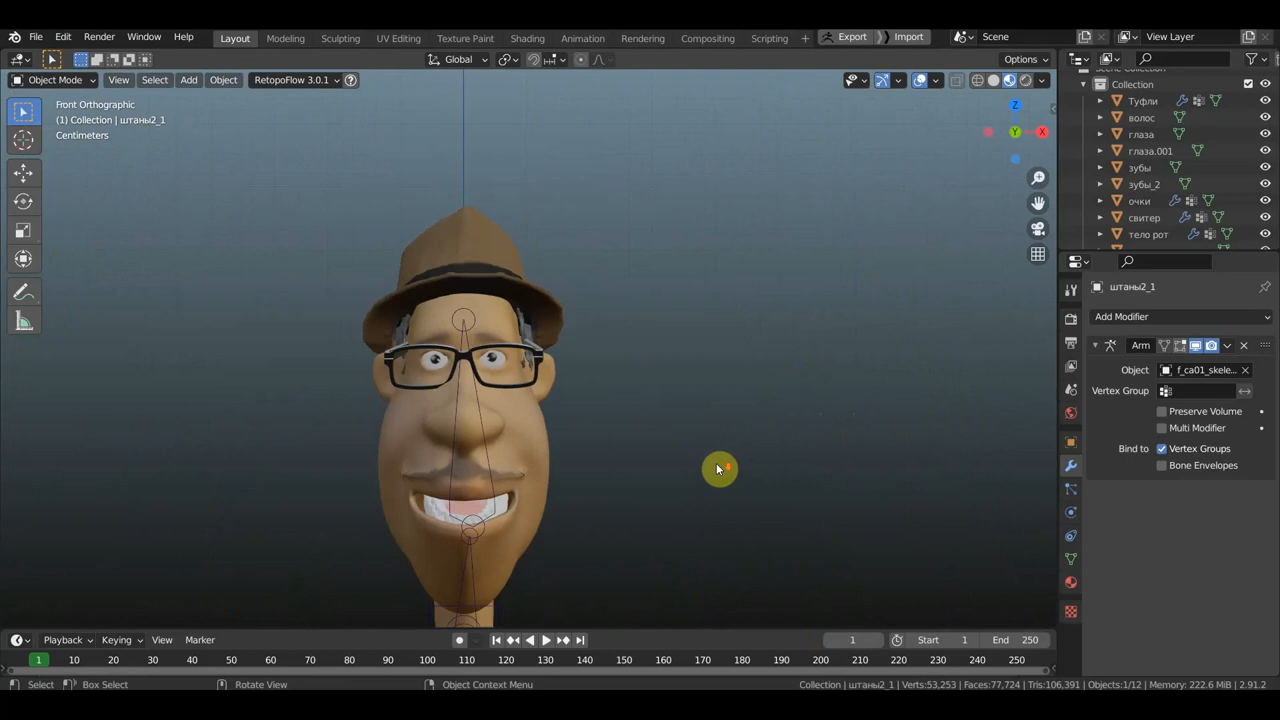 File Edit Render Window Help Layout Modeling Sculpting UV Editing Texture Paint Shading Animation Rendering Compositing Scripting + Export Import Scene View Layer
Global Options
Object Mode View Select Add Object RetopoFlow 3.0.1
Front Orthographic
(1) Collection | штаны2_1
Centimeters
Z
Y
X
Scene Collection
Collection
Туфли
волос
глаза
глаза.001
зубы
зубы_2
очки
свитер
тело рот
штаны2_1
Add Modifier
Arm
Object f_ca01_skele...
Vertex Group
Preserve Volume
Multi Modifier
Bind to Vertex Groups
Bone Envelopes
Playback Keying View Marker 1 Start 1 End 250
1 10 20 30 40 50 60 70 80 90 100 110 120 130 140 150 160 170 180 190 200 210 220 230 240 250
Select Box Select Rotate View Object Context Menu Collection | штаны2_1 | Verts:53,253 | Faces:77,724 | Tris:106,391 | Objects:1/12 | Memory: 222.6 MiB | 2.91.2